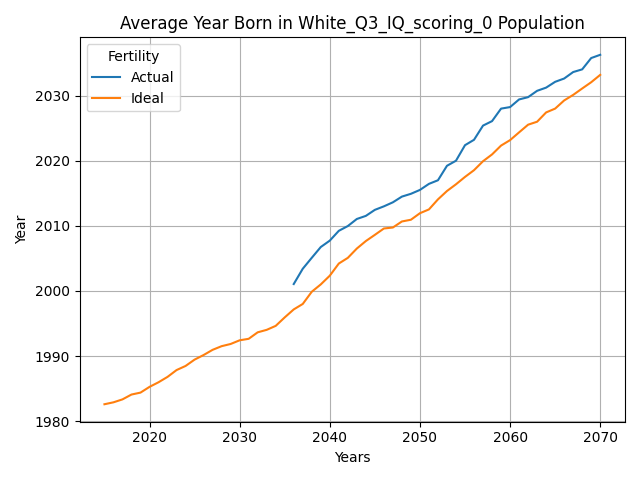 Average Year Born in White_Q3_IQ_scoring_0 Population
Fertility
Actual
Ideal
2030
2020
2010
2000
1990
1980
Year
2020 2030 2040 2050 2060 2070
Years